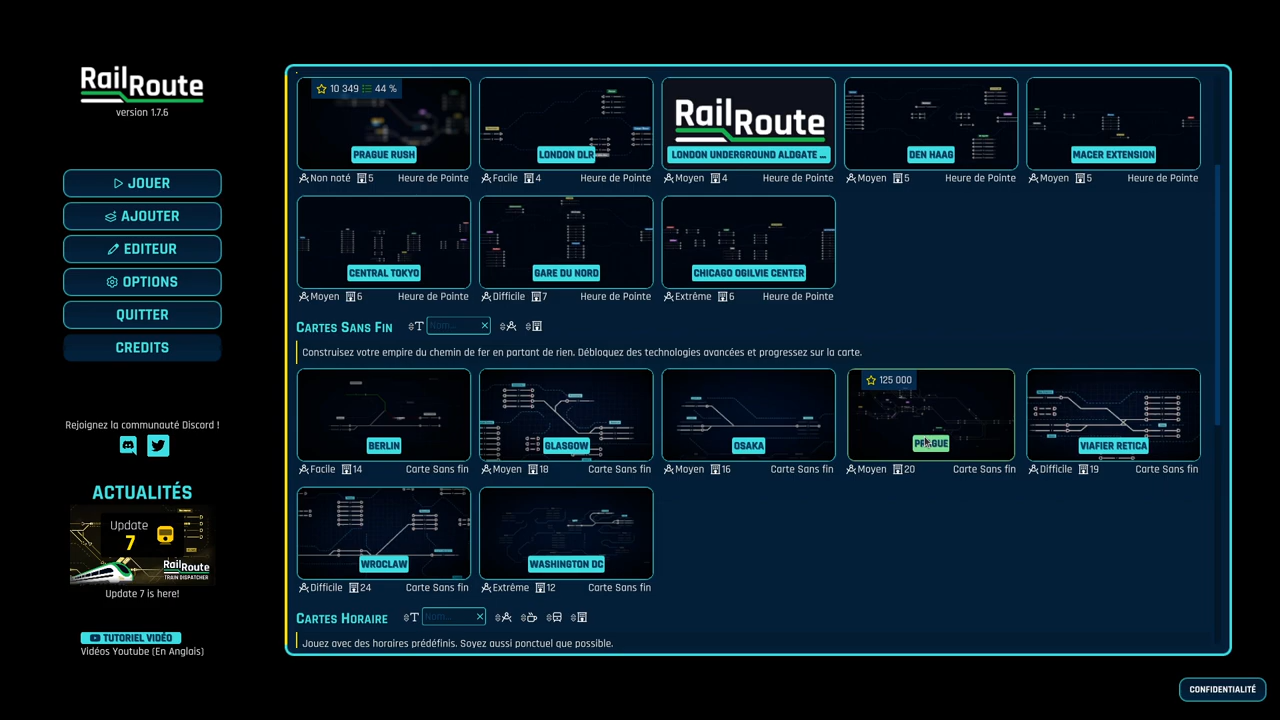 RailRoute
version 1.7.6
JOUER
AJOUTER
EDITEUR
OPTIONS
QUITTER
CREDITS
Rejoignez la communauté Discord !
ACTUALITÉS
Update
7
RailRoute
TRAIN DISPATCHER
Update 7 is here!
TUTORIEL VIDÉO
Vidéos Youtube (En Anglais)
10 349 44 %
PRAGUE RUSH
LONDON DLR
RailRoute
LONDON UNDERGROUND ALDGATE ...
DEN HAAG
MACER EXTENSION
Non noté 5 Heure de Pointe
Facile 4 Heure de Pointe
Moyen 4 Heure de Pointe
Moyen 5 Heure de Pointe
Moyen 5 Heure de Pointe
CENTRAL TOKYO
GARE DU NORD
CHICAGO OGILVIE CENTER
Moyen 6 Heure de Pointe
Difficile 7 Heure de Pointe
Extrême 6 Heure de Pointe
CARTES SANS FIN T Nom...
Construisez votre empire du chemin de fer en partant de rien. Débloquez des technologies avancées et progressez sur la carte.
125 000
BERLIN
GLASGOW
OSAKA
PRAGUE
VIAFIER RETICA
Facile 14 Carte Sans fin
Moyen 18 Carte Sans fin
Moyen 16 Carte Sans fin
Moyen 20 Carte Sans fin
Difficile 19 Carte Sans fin
WROCLAW
WASHINGTON DC
Difficile 24 Carte Sans fin
Extrême 12 Carte Sans fin
CARTES HORAIRE T Nom...
Jouez avec des horaires prédéfinis. Soyez aussi ponctuel que possible.
CONFIDENTIALITÉ